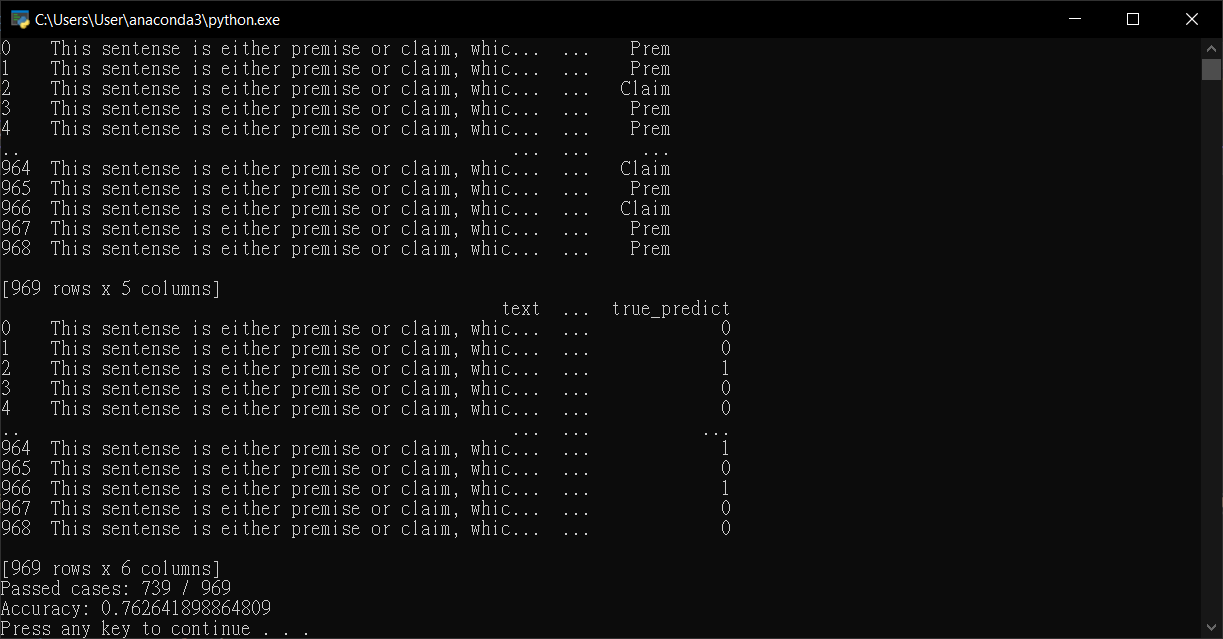 C:\Users\User\anaconda3\python.exe
0 This sentense is either premise or claim, whic... ... Prem
1 This sentense is either premise or claim, whic... ... Prem
2 This sentense is either premise or claim, whic... ... Claim
3 This sentense is either premise or claim, whic... ... Prem
4 This sentense is either premise or claim, whic... ... Prem
.. ... ... ...
964 This sentense is either premise or claim, whic... ... Claim
965 This sentense is either premise or claim, whic... ... Prem
966 This sentense is either premise or claim, whic... ... Claim
967 This sentense is either premise or claim, whic... ... Prem
968 This sentense is either premise or claim, whic... ... Prem
[969 rows x 5 columns]
text ... true_predict
0 This sentense is either premise or claim, whic... ... 0
1 This sentense is either premise or claim, whic... ... 0
2 This sentense is either premise or claim, whic... ... 1
3 This sentense is either premise or claim, whic... ... 0
4 This sentense is either premise or claim, whic... ... 0
.. ... ... ...
964 This sentense is either premise or claim, whic... ... 1
965 This sentense is either premise or claim, whic... ... 0
966 This sentense is either premise or claim, whic... ... 1
967 This sentense is either premise or claim, whic... ... 0
968 This sentense is either premise or claim, whic... ... 0
[969 rows x 6 columns]
Passed cases: 739 / 969
Accuracy: 0.762641898864809
Press any key to continue . . .